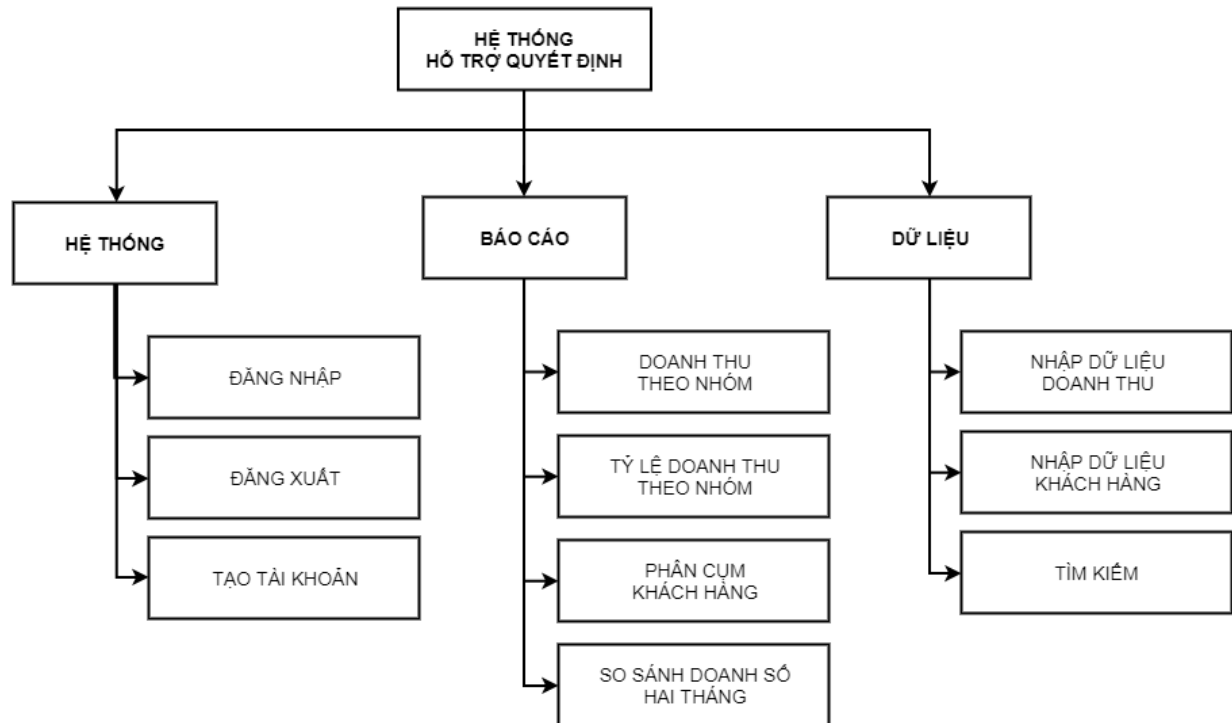 HỆ THỐNG
HỖ TRỢ QUYẾT ĐỊNH
HỆ THỐNG
BÁO CÁO
DỮ LIỆU
ĐĂNG NHẬP
ĐĂNG XUẤT
TẠO TÀI KHOẢN
DOANH THU
THEO NHÓM
TỶ LỆ DOANH THU
THEO NHÓM
PHÂN CỤM
KHÁCH HÀNG
SO SÁNH DOANH SỐ
HAI THÁNG
NHẬP DỮ LIỆU
DOANH THU
NHẬP DỮ LIỆU
KHÁCH HÀNG
TÌM KIẾM